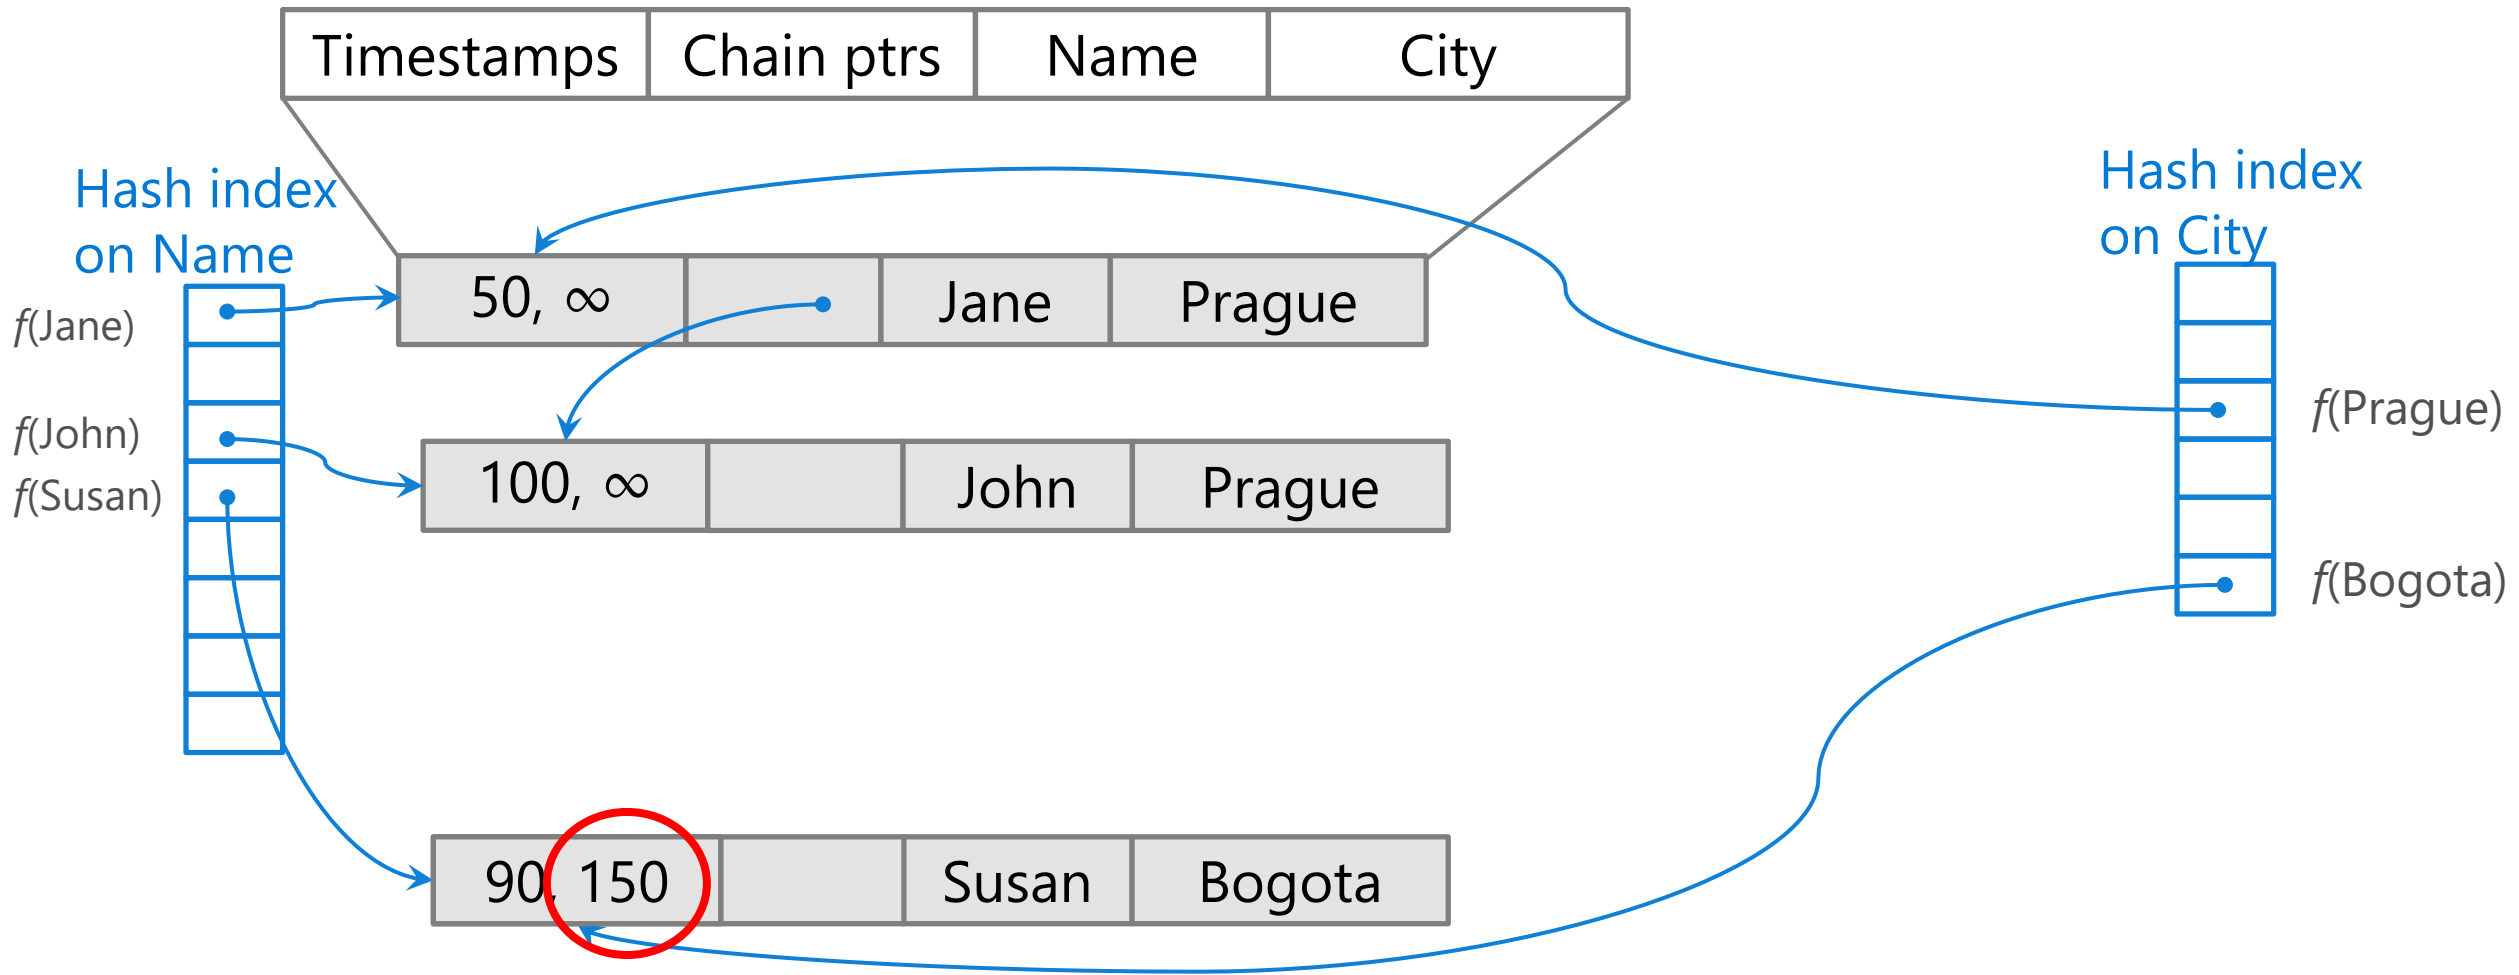 Timestamps Chain ptrs Name City
Hash index
on Name
Hash index
on City
f(Jane)
50, ∞ Jane Prague
f(Prague)
f(John)
f(Susan)
100, ∞ John Prague
f(Bogota)
90, 150 Susan Bogota